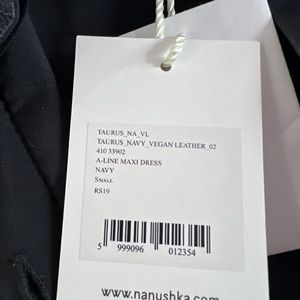 TAURUS_NA_VL
TAURUS_NAVY_VEGAN LEATHER_02
410 33902
A-LINE MAXI DRESS
NAVY
SMALL
RS19
5 999096 012354
www.nanushka.com